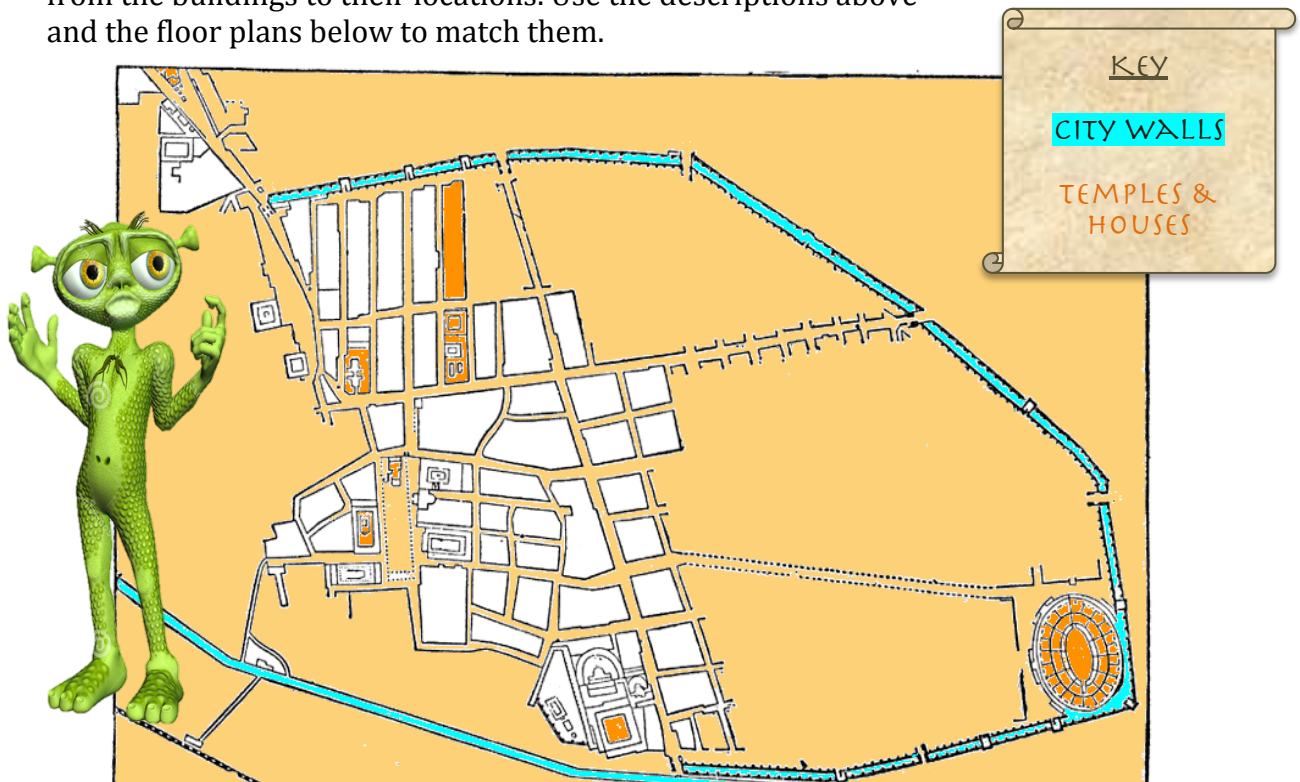 from the buildings to their locations. Use the descriptions above
and the floor plans below to match them.
KEY
CITY WALLS
TEMPLES &
HOUSES